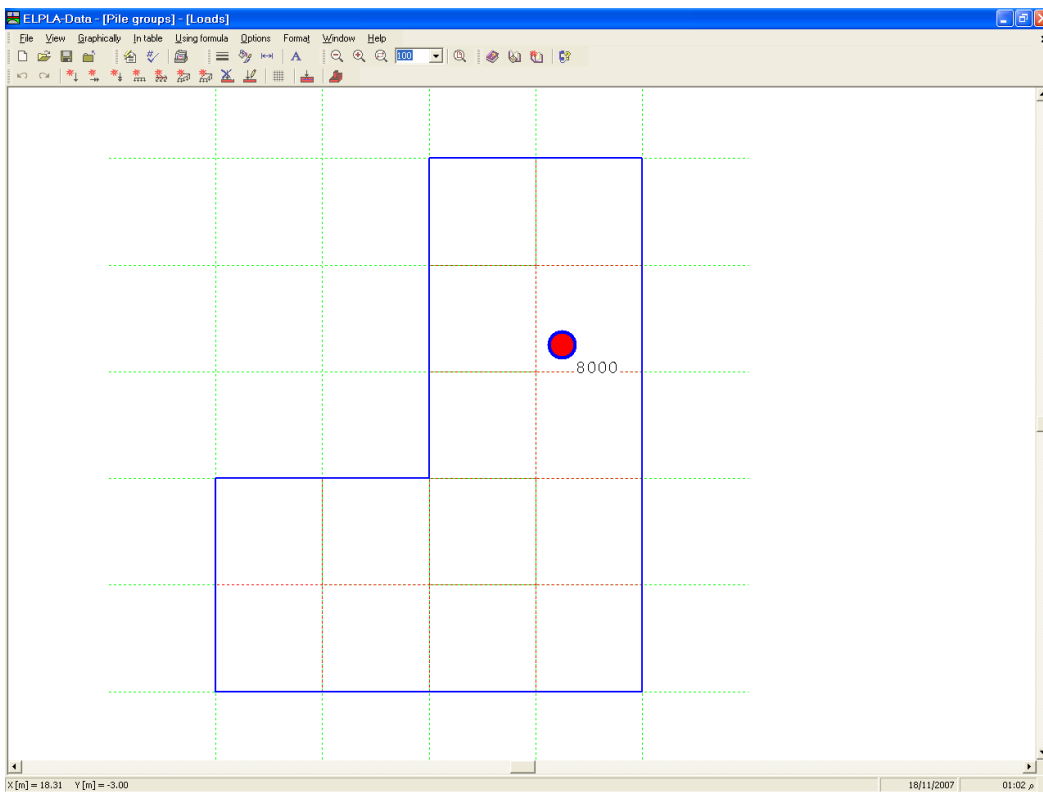 ELPLA-Data - [Pile groups] - [Loads]
File View Graphically In table Using formula Options Format Window Help
A 100
8000
X [m] = 18.31 Y [m] = -3.00 18/11/2007 01:02 م